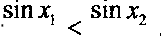 sin x₁ < sin x₂